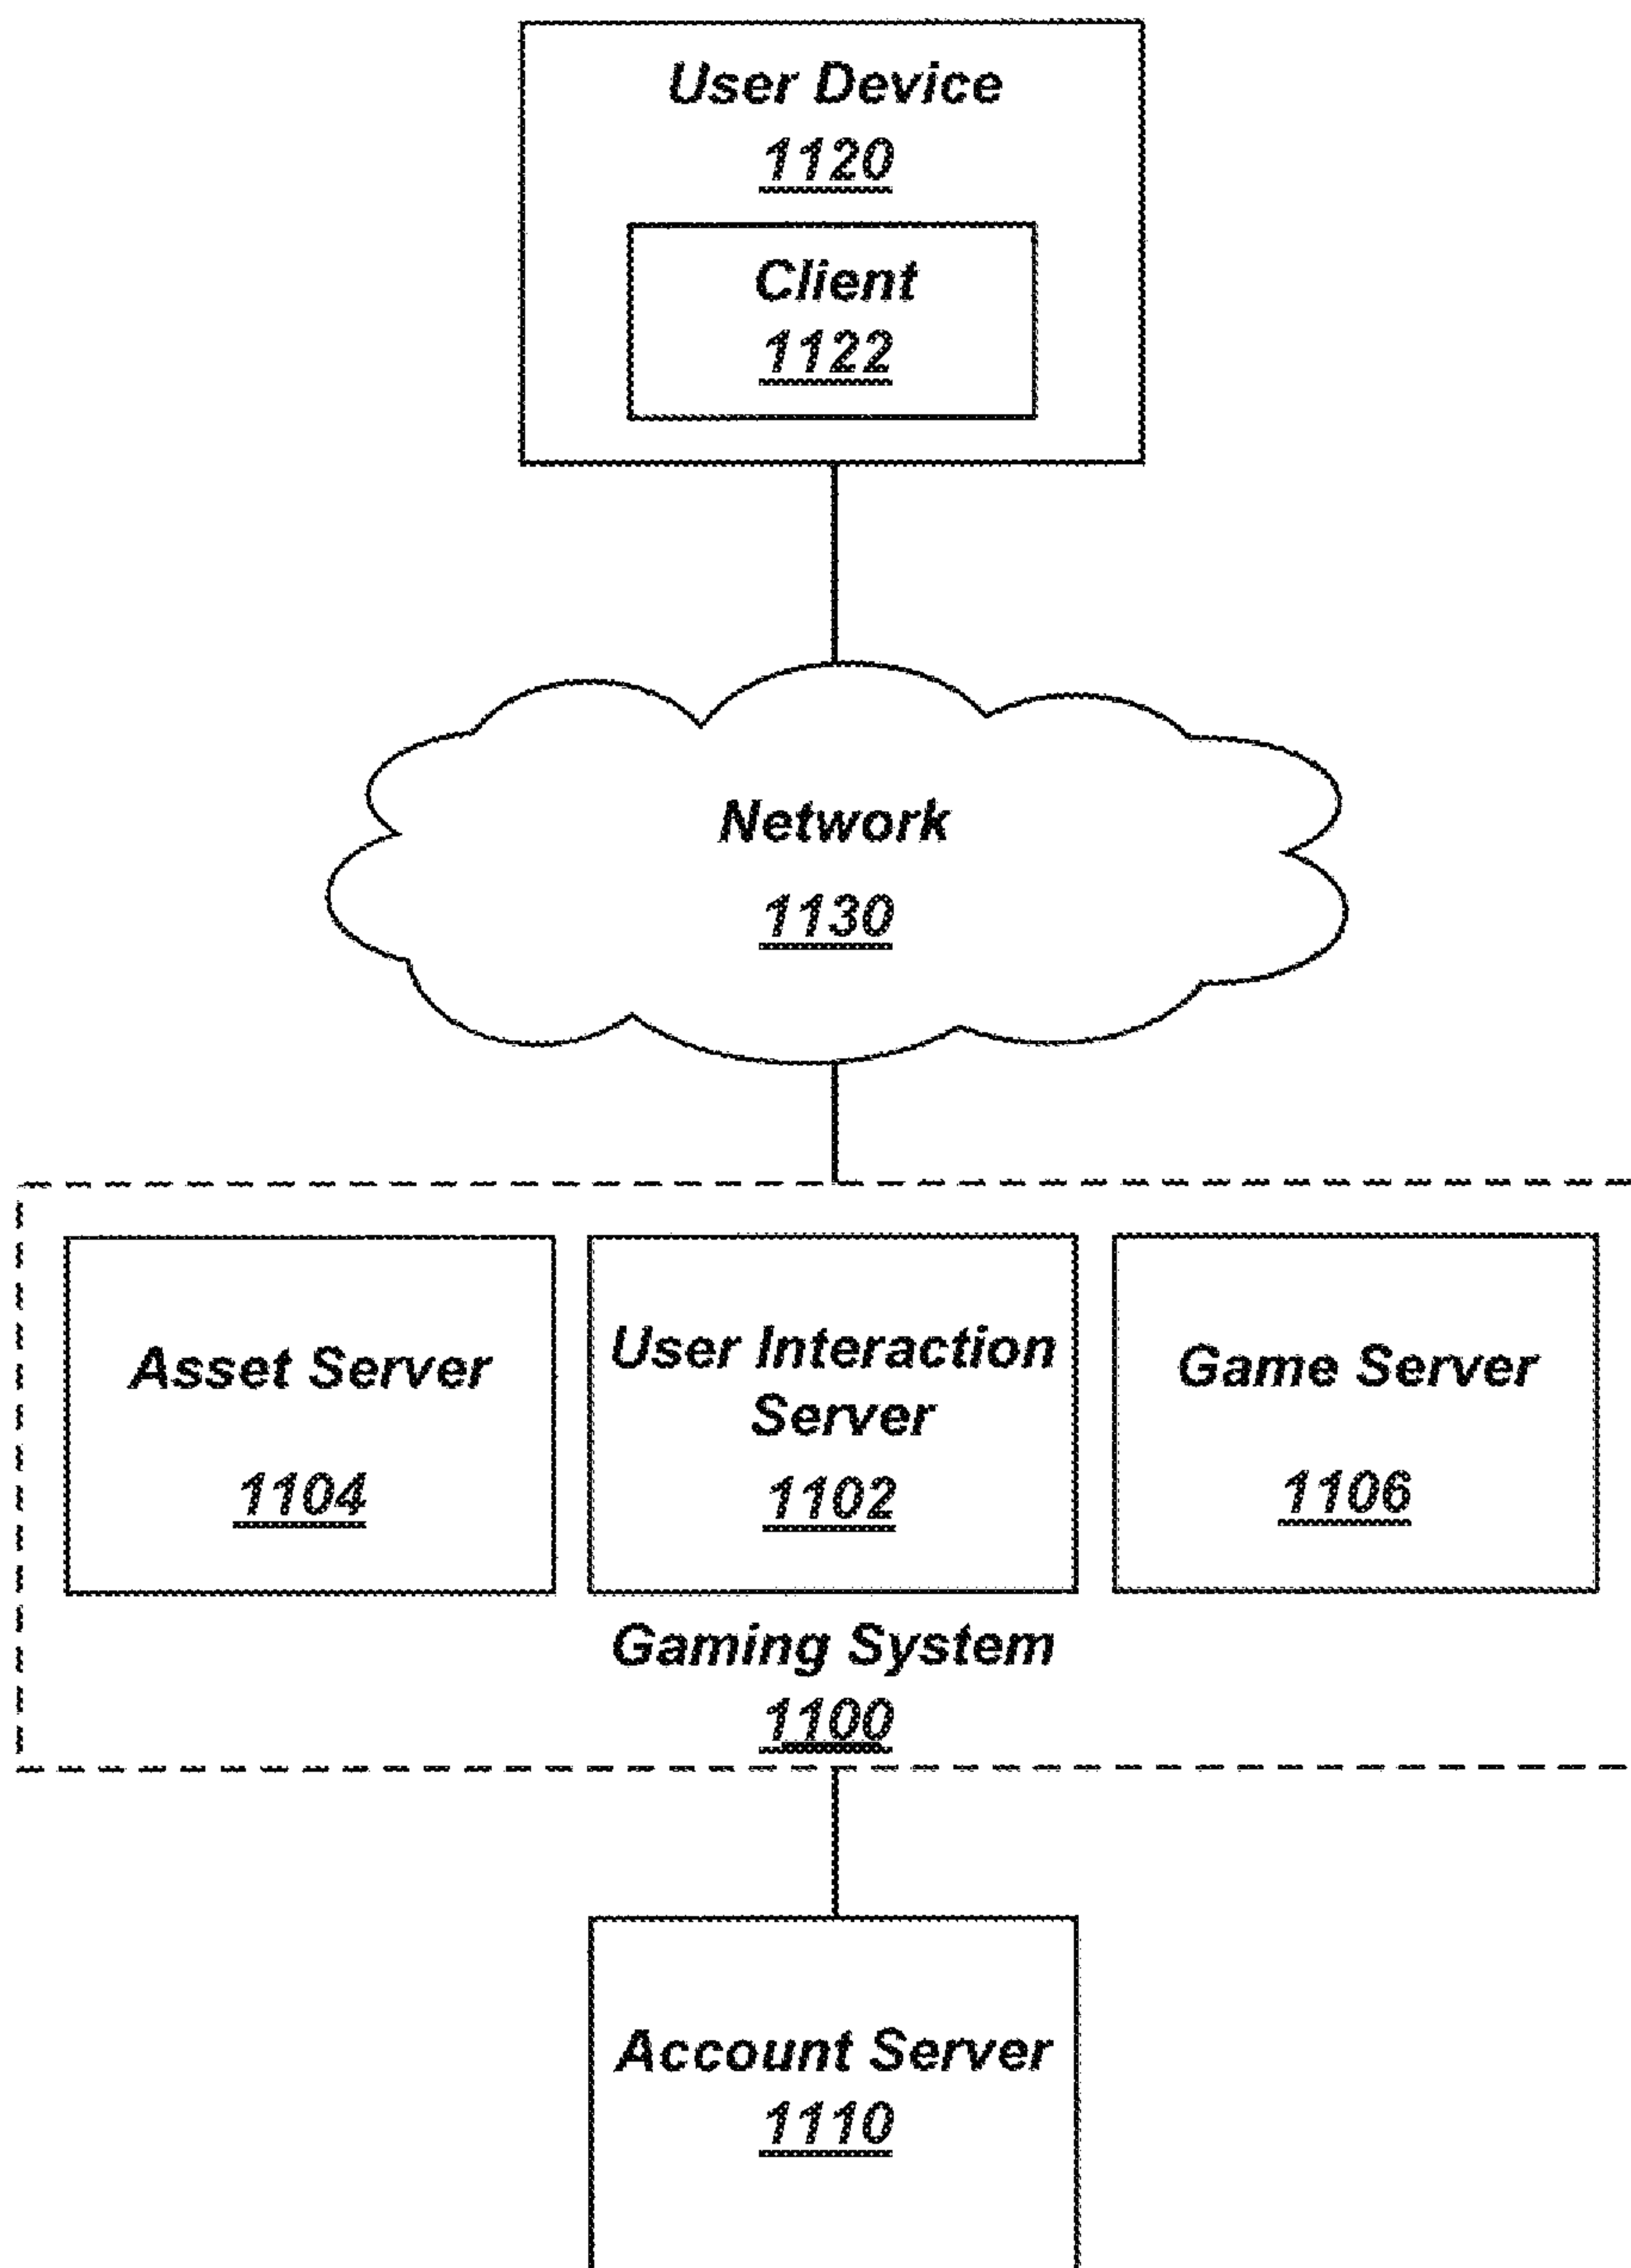 User Device
1120
Client
1122
Network
1130
Asset Server
1104
User Interaction
Server
1102
Game Server
1106
Gaming System
1100
Account Server
1110